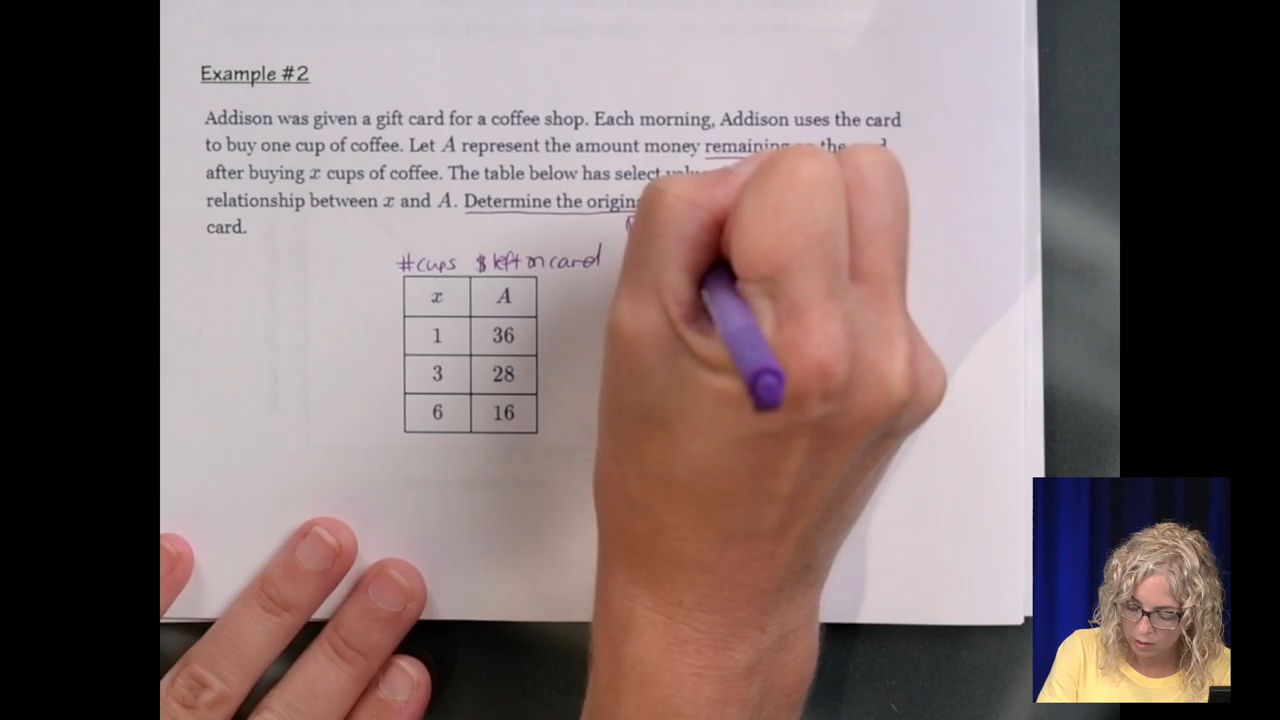 Example #2
Addison was given a gift card for a coffee shop. Each morning, Addison uses the card
to buy one cup of coffee. Let A represent the amount money remaining the
after buying x cups of coffee. The table below has select
relationship between x and A. Determine the
card.
#cups $ left on card
x A
1 36
3 28
6 16